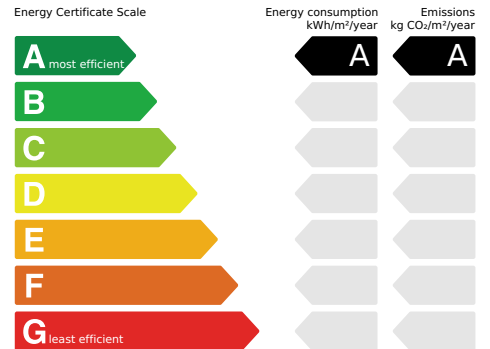 Energy Certificate Scale
Energy consumption
kWh/m²/year
Emissions
kg CO₂/m²/year
A most efficient
A
A
B
C
D
E
F
G least efficient